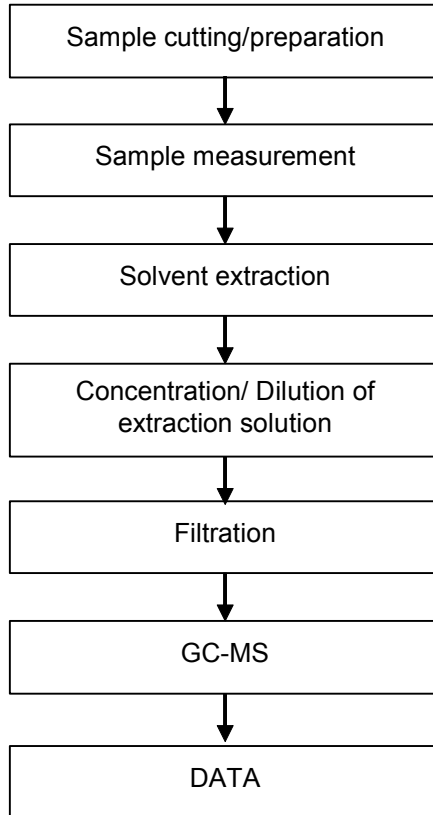 Sample cutting/preparation
Sample measurement
Solvent extraction
Concentration/ Dilution of
extraction solution
Filtration
GC-MS
DATA